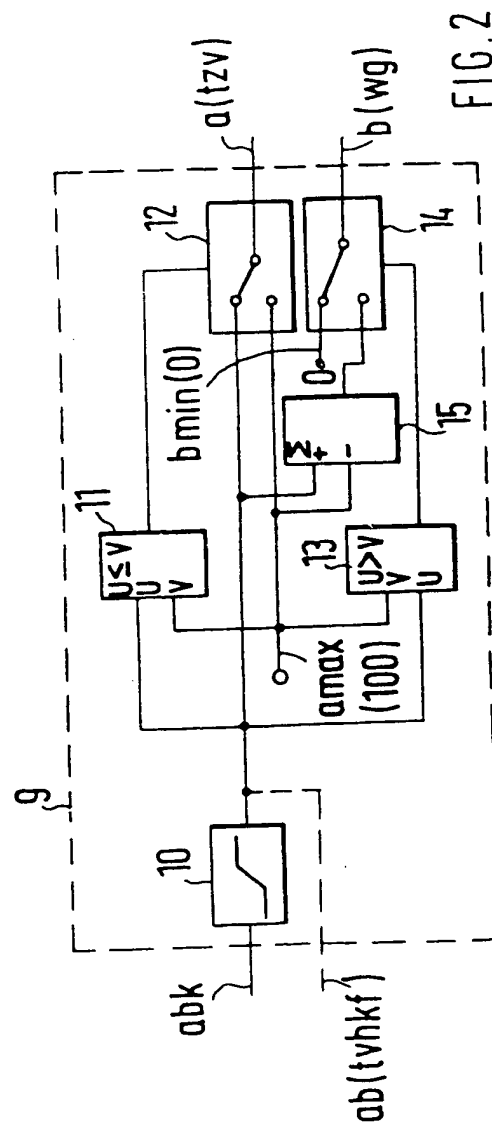 9
abk
10
ab(tvhkf)
11
U≤V
U
V
amax
(100)
13
U>V
V
U
bmin(0)
0
Σ
+
−
15
12
14
a(tzv)
b(wg)
FIG. 2